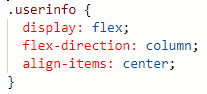 .userinfo {
  display: flex;
  flex-direction: column;
  align-items: center;
}